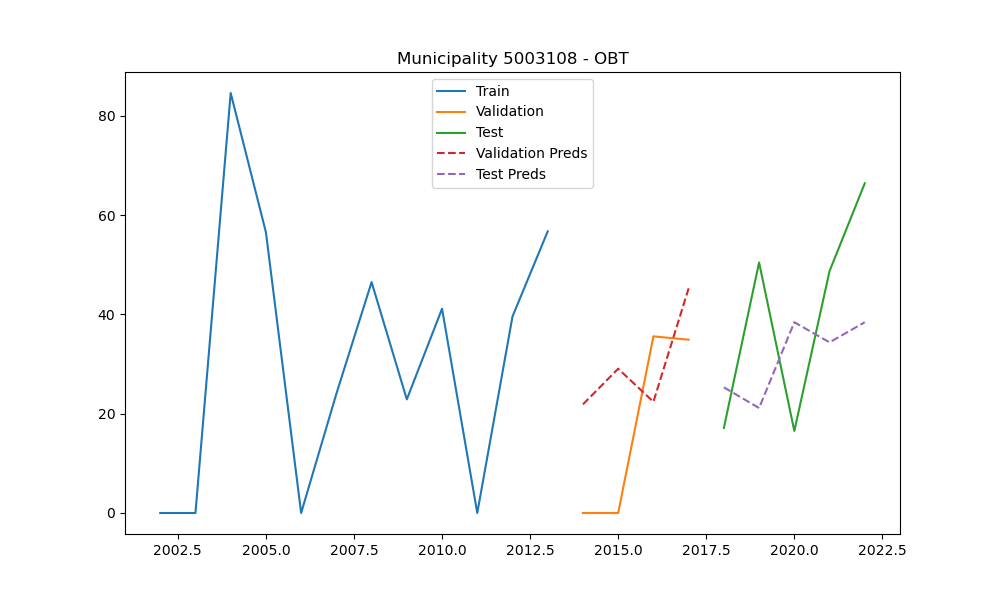 Municipality 5003108 - OBT
Train
Validation
Test
Validation Preds
Test Preds
80
60
40
20
0
2002.5 2005.0 2007.5 2010.0 2012.5 2015.0 2017.5 2020.0 2022.5